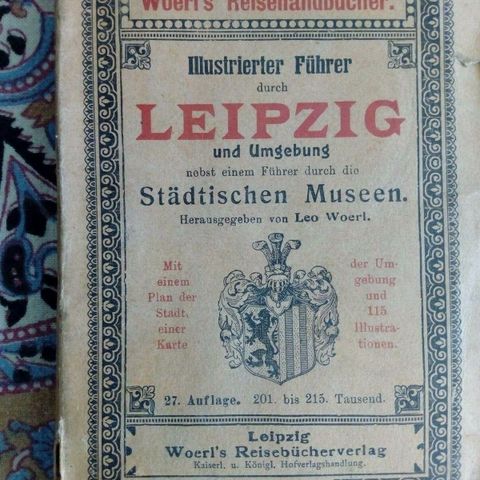 Woerl's Reisehandbücher.
Illustrierter Führer
durch
LEIPZIG
und Umgebung
nebst einem Führer durch die
Städtischen Museen.
Herausgegeben von Leo Woerl.
Mit
einem
Plan der
Stadt,
einer
Karte
der Um-
gebung
und
115
Illustra-
tionen.
27. Auflage. 201. bis 215. Tausend.
Leipzig
Woerl's Reisebücherverlag
Kaiserl. u. Königl. Hofverlagshandlung.